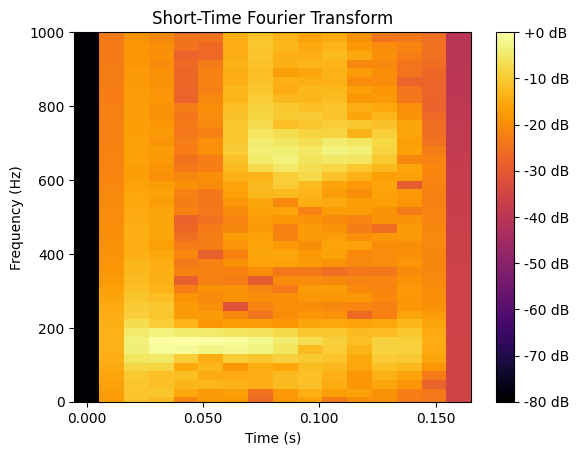 Short-Time Fourier Transform
1000
800
600
400
200
0
Frequency (Hz)
0.000
0.050
0.100
0.150
Time (s)
+0 dB
-10 dB
-20 dB
-30 dB
-40 dB
-50 dB
-60 dB
-70 dB
-80 dB